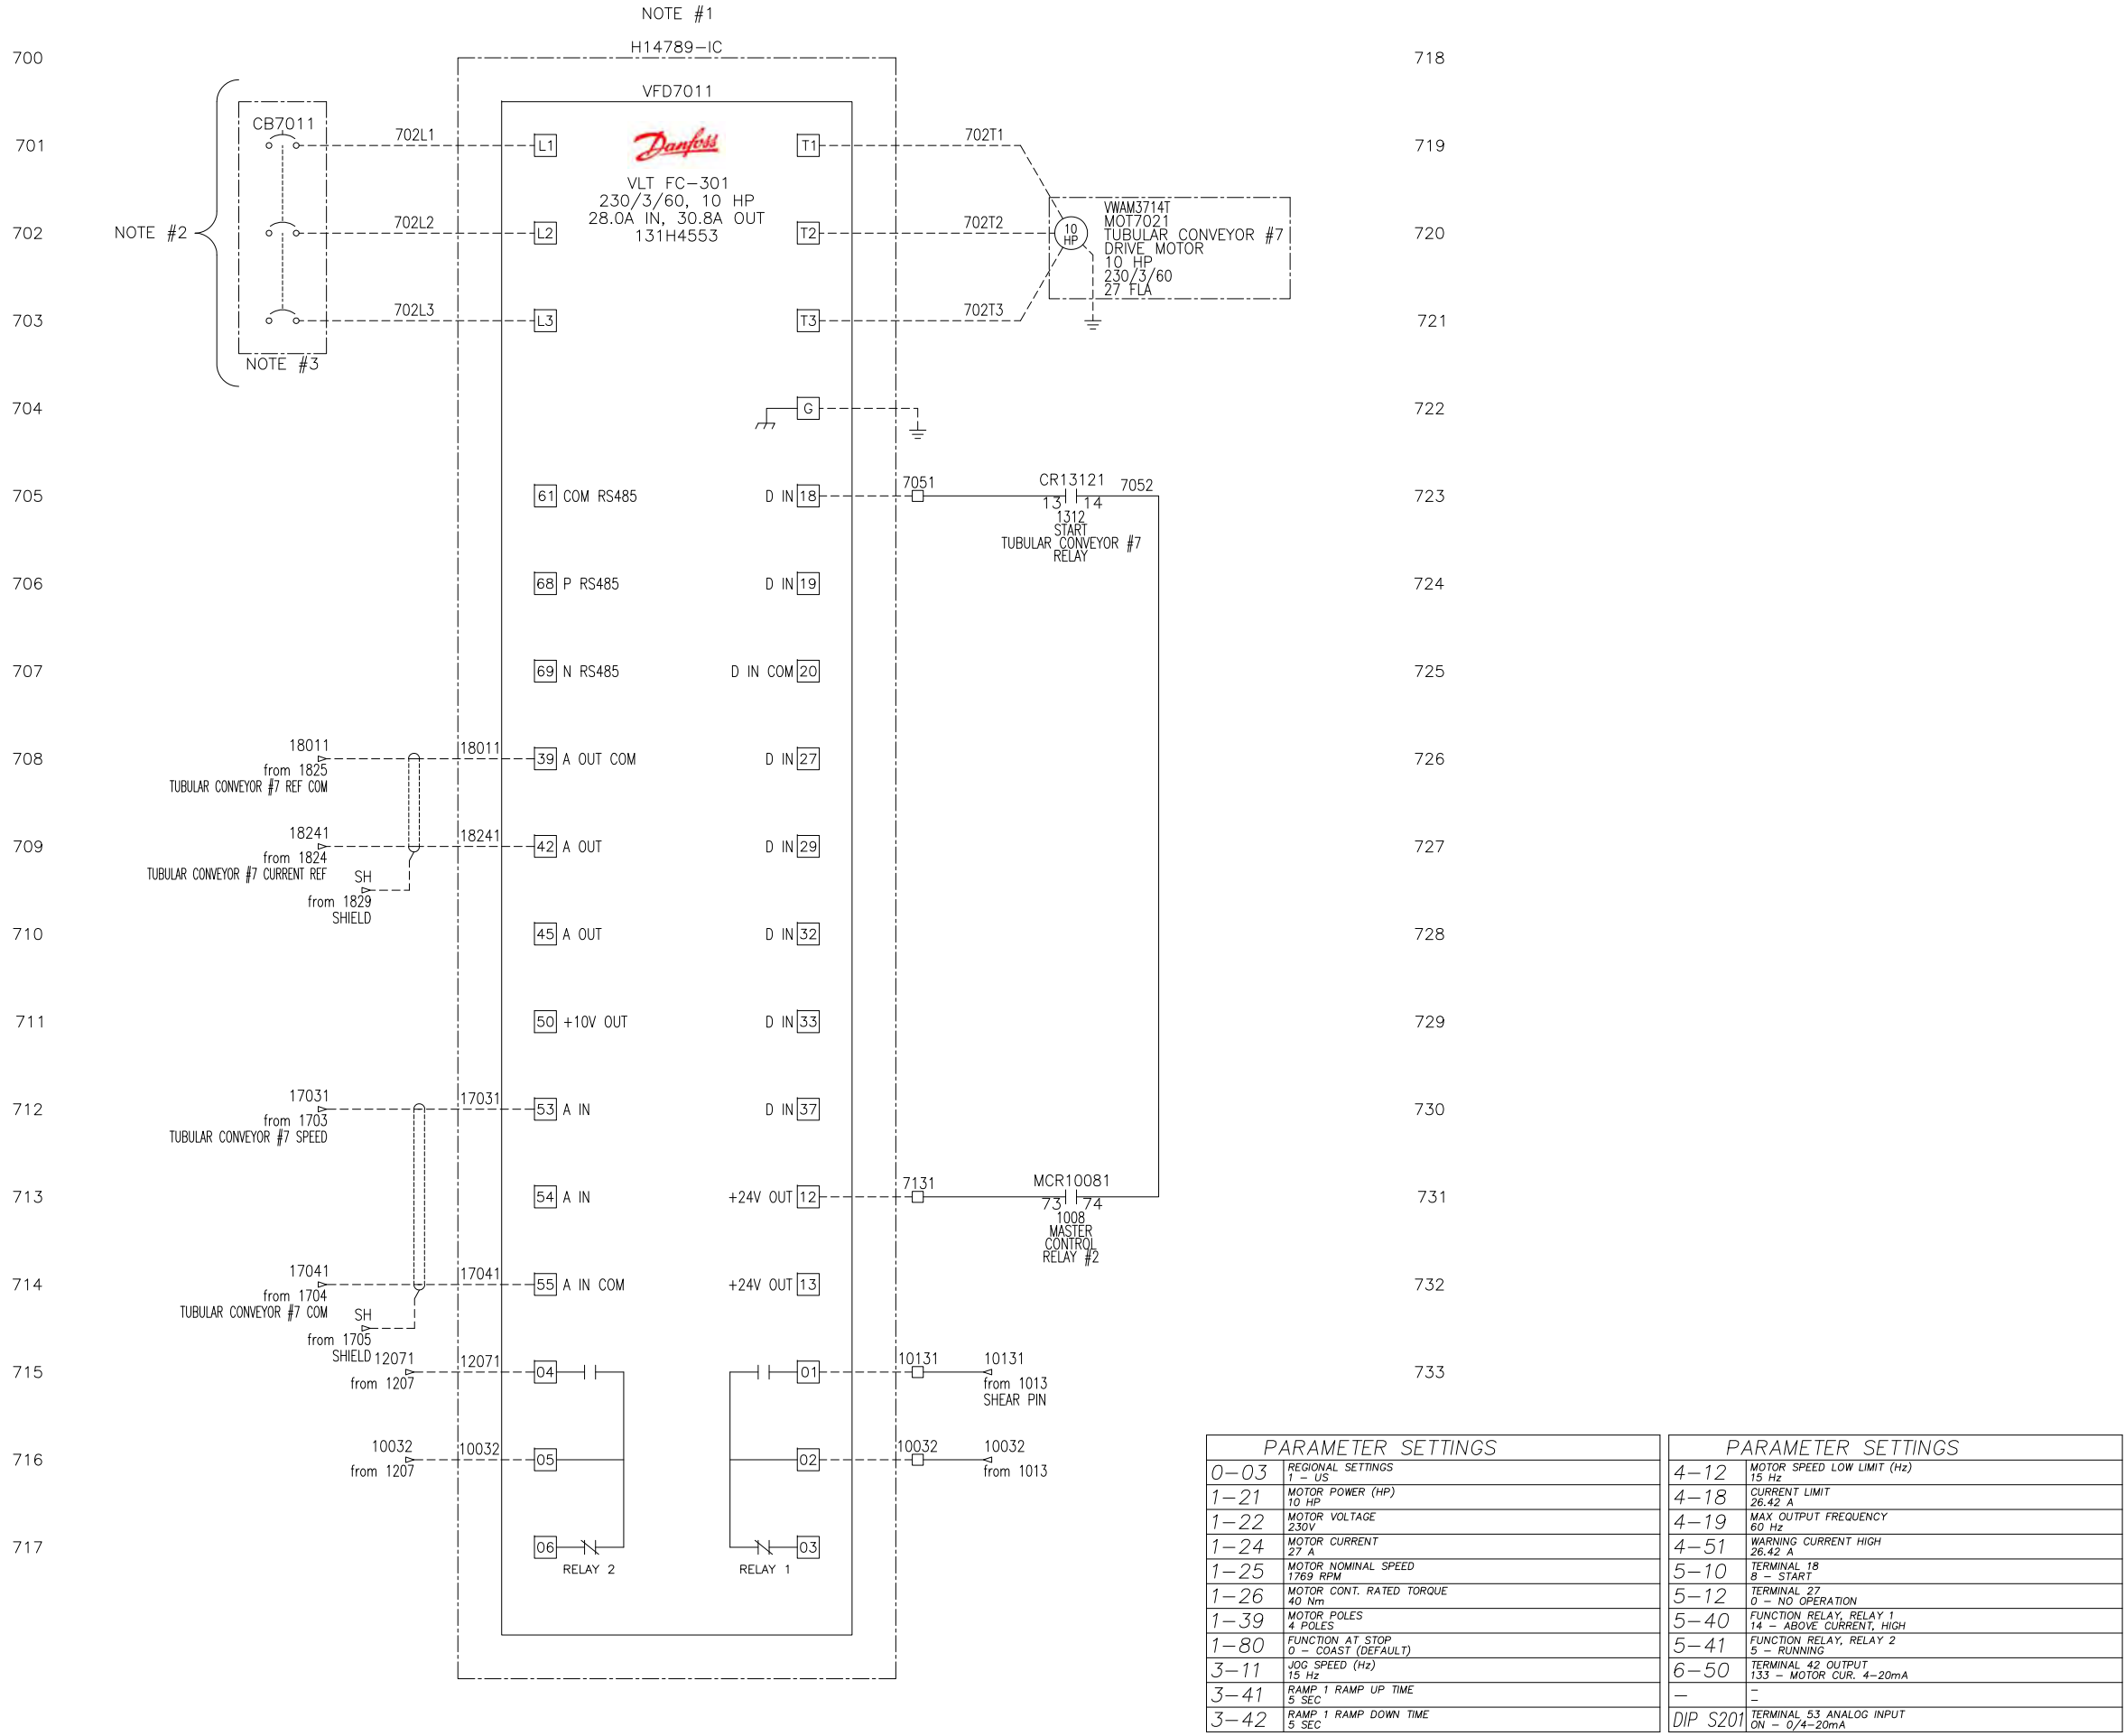 NOTE #1
H14789-IC
700
718
VFD7011
CB7011
701
702L1
L1
Danfoss
T1
702T1
719
VLT FC-301
230/3/60, 10 HP
28.0A IN, 30.8A OUT
131H4553
NOTE #2
702
702L2
L2
T2
702T2
10
HP
VWAM3714T
MOT7021
TUBULAR CONVEYOR #7
DRIVE MOTOR
10 HP
230/3/60
27 FLA
720
703
702L3
L3
T3
702T3
721
NOTE #3
704
G
722
705
61 COM RS485
D IN 18
7051
CR13121
13 14
7052
1312
START
TUBULAR CONVEYOR #7
RELAY
723
706
68 P RS485
D IN 19
724
707
69 N RS485
D IN COM 20
725
708
18011
from 1825
TUBULAR CONVEYOR #7 REF COM
18011
39 A OUT COM
D IN 27
726
709
18241
from 1824
TUBULAR CONVEYOR #7 CURRENT REF
18241
42 A OUT
D IN 29
727
SH
from 1829
SHIELD
710
45 A OUT
D IN 32
728
711
50 +10V OUT
D IN 33
729
712
17031
from 1703
TUBULAR CONVEYOR #7 SPEED
17031
53 A IN
D IN 37
730
713
54 A IN
+24V OUT 12
7131
MCR10081
73 74
1008
MASTER
CONTROL
RELAY #2
731
714
17041
from 1704
TUBULAR CONVEYOR #7 COM
17041
55 A IN COM
+24V OUT 13
732
SH
from 1705
SHIELD
715
12071
from 1207
12071
04
01
10131
10131
from 1013
SHEAR PIN
733
716
10032
from 1207
10032
05
02
10032
10032
from 1013
717
06
RELAY 2
RELAY 1
03
PARAMETER SETTINGS
0-03 REGIONAL SETTINGS
1 - US
1-21 MOTOR POWER (HP)
10 HP
1-22 MOTOR VOLTAGE
230V
1-24 MOTOR CURRENT
27 A
1-25 MOTOR NOMINAL SPEED
1769 RPM
1-26 MOTOR CONT. RATED TORQUE
40 Nm
1-39 MOTOR POLES
4 POLES
1-80 FUNCTION AT STOP
0 - COAST (DEFAULT)
3-11 JOG SPEED (Hz)
15 Hz
3-41 RAMP 1 RAMP UP TIME
5 SEC
3-42 RAMP 1 RAMP DOWN TIME
5 SEC
PARAMETER SETTINGS
4-12 MOTOR SPEED LOW LIMIT (Hz)
15 Hz
4-18 CURRENT LIMIT
26.42 A
4-19 MAX OUTPUT FREQUENCY
60 Hz
4-51 WARNING CURRENT HIGH
26.42 A
5-10 TERMINAL 18
8 - START
5-12 TERMINAL 27
0 - NO OPERATION
5-40 FUNCTION RELAY, RELAY 1
14 - ABOVE CURRENT, HIGH
5-41 FUNCTION RELAY, RELAY 2
5 - RUNNING
6-50 TERMINAL 42 OUTPUT
133 - MOTOR CUR. 4-20mA
- -
-
DIP S201 TERMINAL 53 ANALOG INPUT
ON - 0/4-20mA